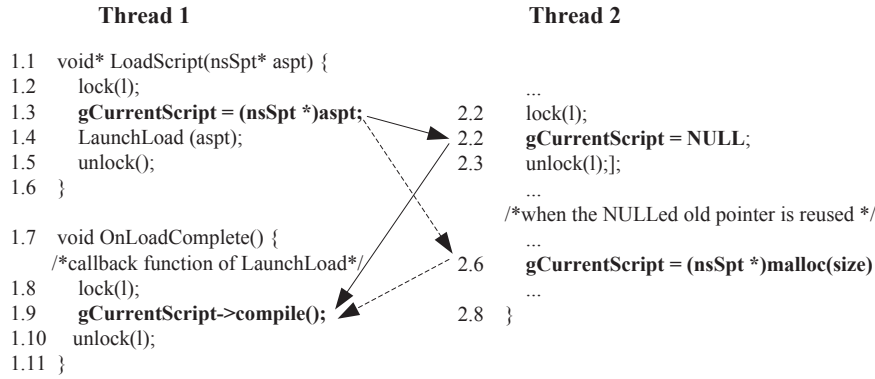 Thread 1
1.1 void* LoadScript(nsSpt* aspt) {
1.2 lock(l);
1.3 gCurrentScript = (nsSpt *)aspt;
1.4 LaunchLoad (aspt);
1.5 unlock();
1.6 }
1.7 void OnLoadComplete() {
/*callback function of LaunchLoad*/
1.8 lock(l);
1.9 gCurrentScript->compile();
1.10 unlock(l);
1.11 }
Thread 2
...
2.2 lock(l);
2.2 gCurrentScript = NULL;
2.3 unlock(l);];
...
/*when the NULLed old pointer is reused */
...
2.6 gCurrentScript = (nsSpt *)malloc(size)
...
2.8 }